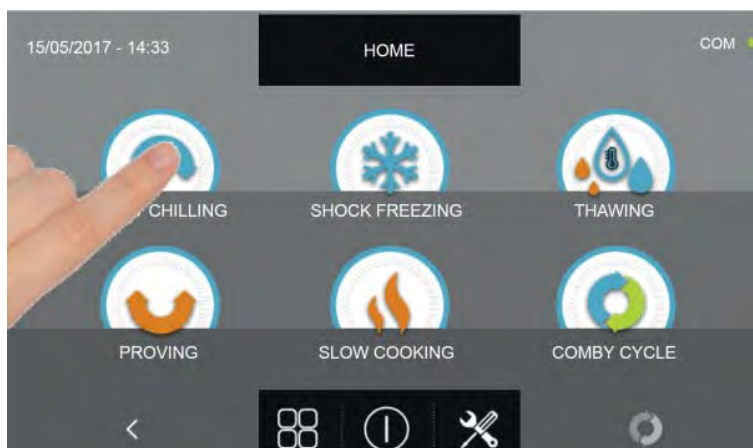 15/05/2017 - 14:33
HOME
COM
CHILLING
SHOCK FREEZING
THAWING
PROVING
SLOW COOKING
COMBY CYCLE